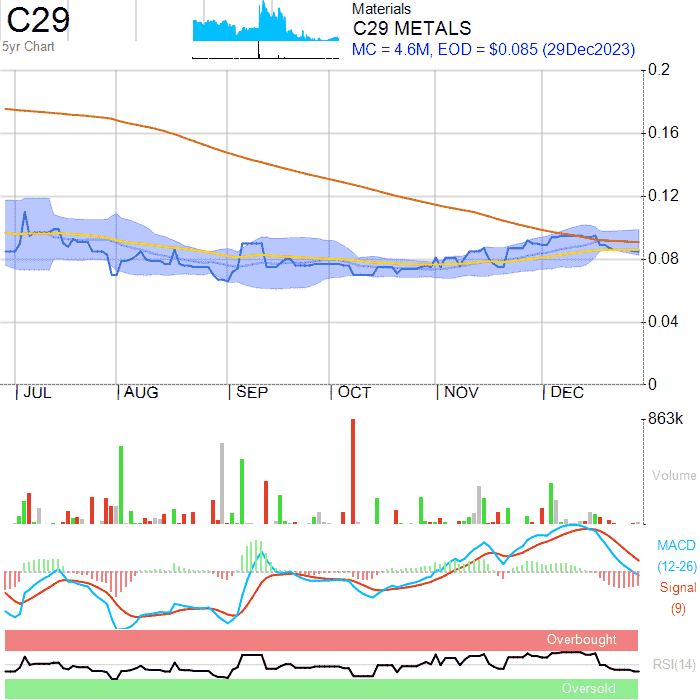 C29
5yr Chart
Materials
C29 METALS
MC = 4.6M, EOD = $0.085 (29Dec2023)
0.2
0.16
0.12
0.08
0.04
0
JUL AUG SEP OCT NOV DEC
863k
Volume
MACD
(12-26)
Signal
(9)
Overbought
RSI(14)
Oversold